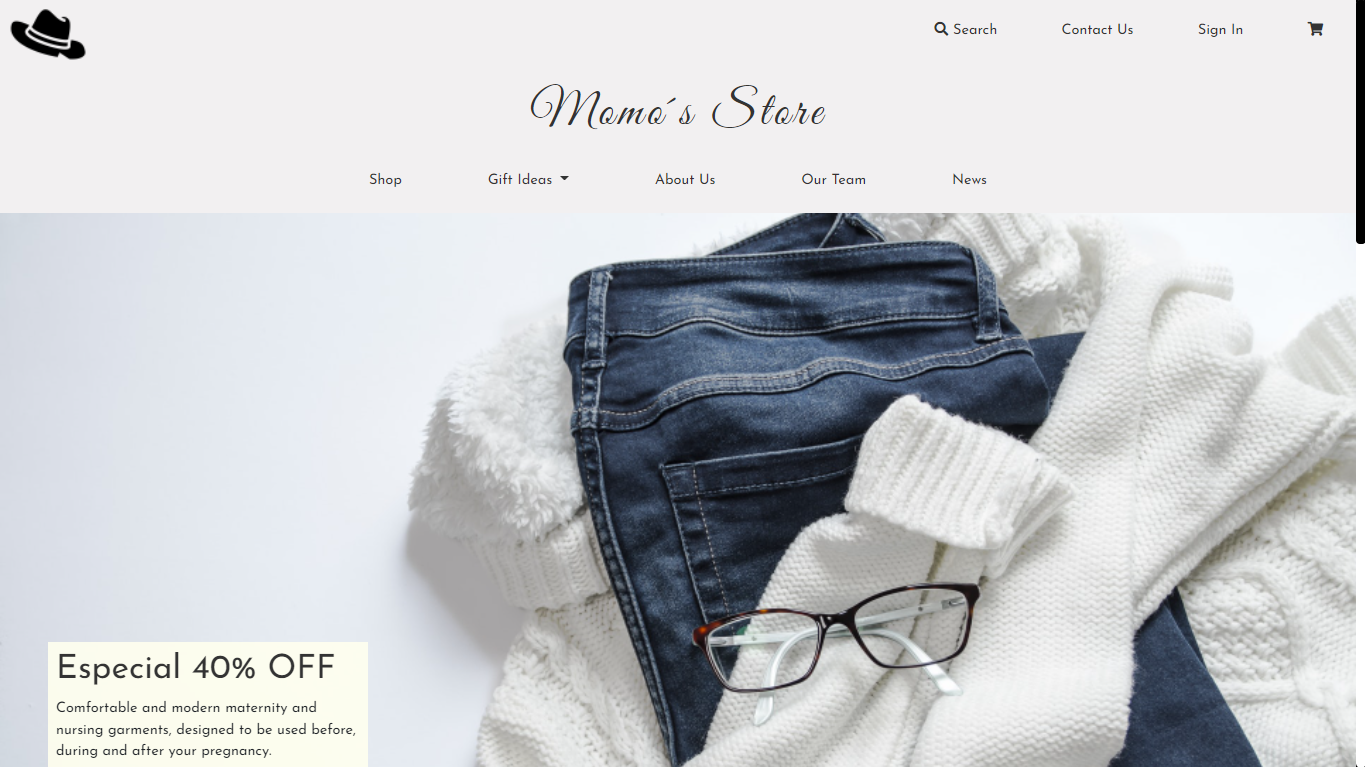 Search Contact Us Sign In
Momo´s Store
Shop Gift Ideas About Us Our Team News
Especial 40% OFF
Comfortable and modern maternity and
nursing garments, designed to be used before,
during and after your pregnancy.